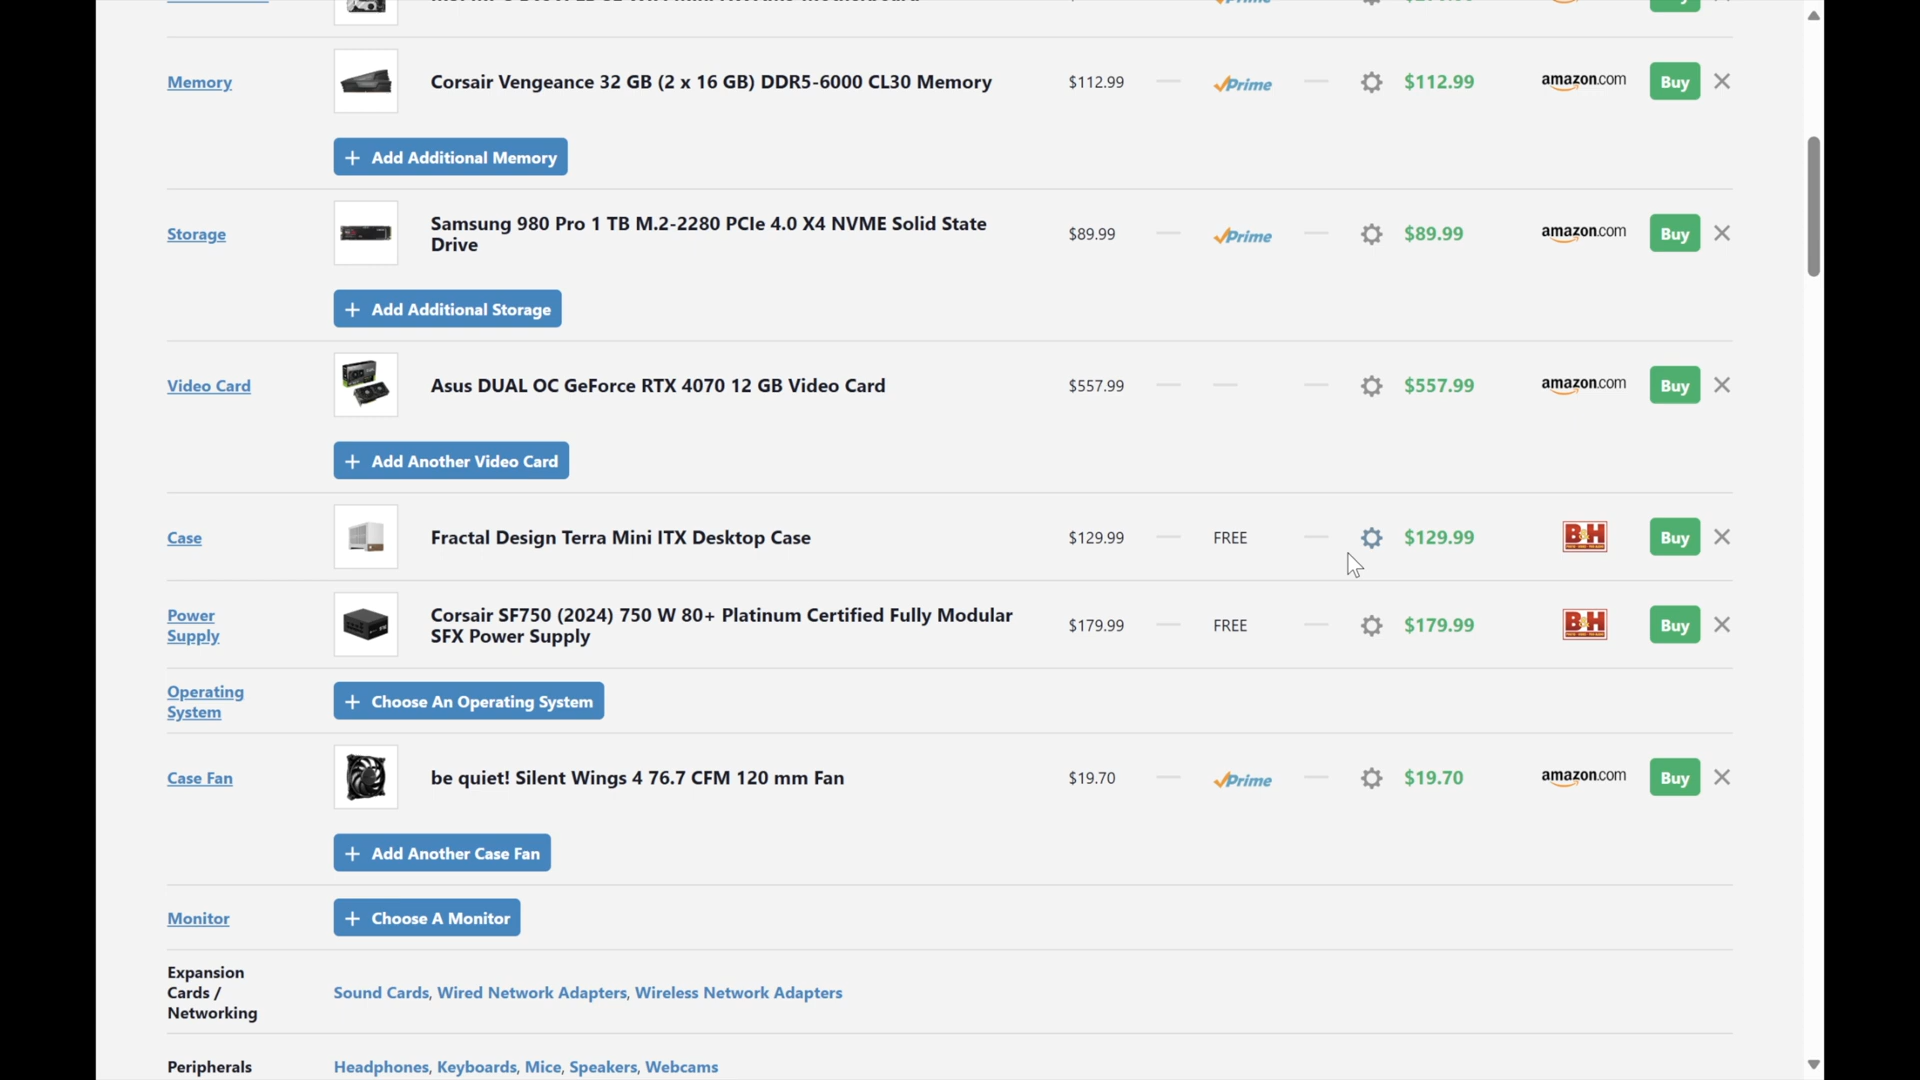 Memory
Corsair Vengeance 32 GB (2 x 16 GB) DDR5-6000 CL30 Memory
$112.99
Prime
$112.99
amazon.com
Buy
+ Add Additional Memory
Storage
Samsung 980 Pro 1 TB M.2-2280 PCIe 4.0 X4 NVME Solid State
Drive
$89.99
Prime
$89.99
amazon.com
Buy
+ Add Additional Storage
Video Card
Asus DUAL OC GeForce RTX 4070 12 GB Video Card
$557.99
$557.99
amazon.com
Buy
+ Add Another Video Card
Case
Fractal Design Terra Mini ITX Desktop Case
$129.99
FREE
$129.99
B&H
Buy
Power
Supply
Corsair SF750 (2024) 750 W 80+ Platinum Certified Fully Modular
SFX Power Supply
$179.99
FREE
$179.99
B&H
Buy
Operating
System
+ Choose An Operating System
Case Fan
be quiet! Silent Wings 4 76.7 CFM 120 mm Fan
$19.70
Prime
$19.70
amazon.com
Buy
+ Add Another Case Fan
Monitor
+ Choose A Monitor
Expansion
Cards /
Networking
Sound Cards, Wired Network Adapters, Wireless Network Adapters
Peripherals
Headphones, Keyboards, Mice, Speakers, Webcams